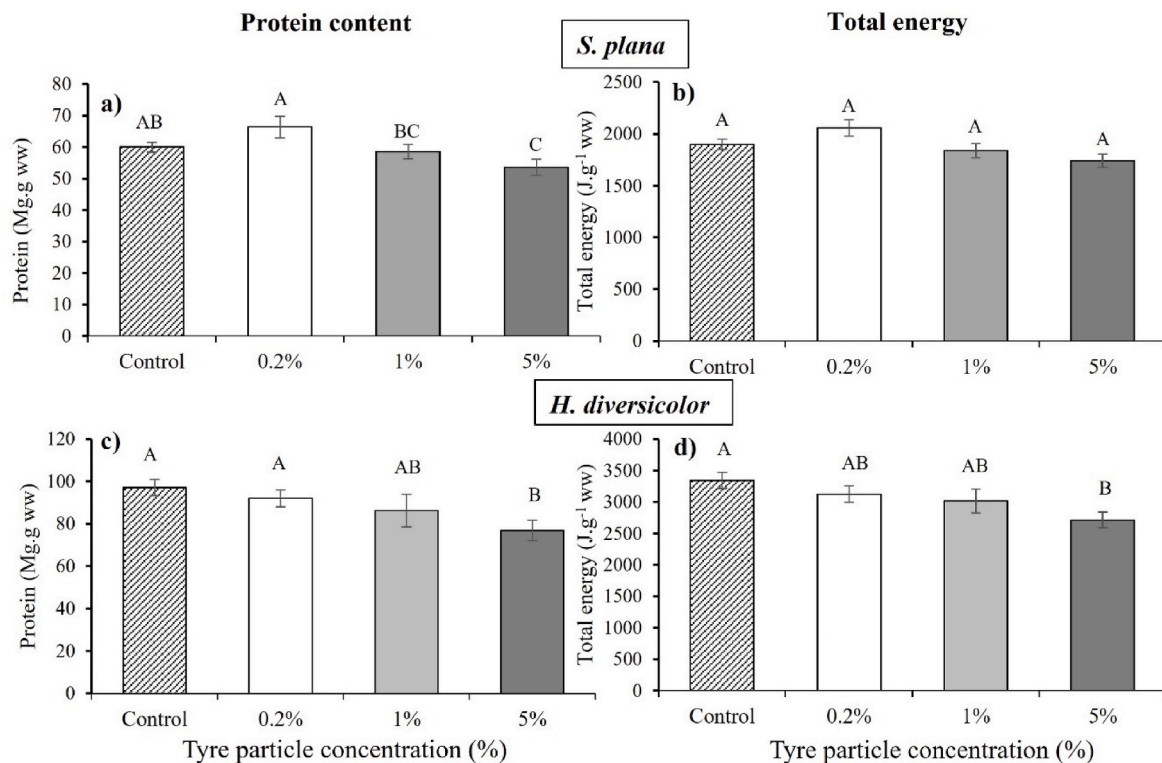 Protein content
Total energy
S. plana
a)
Protein (Mg.g ww)
80
70
60
50
40
30
20
10
0
AB
A
BC
C
Control 0.2% 1% 5%
b)
Total energy (J.g⁻¹ ww)
2500
2000
1500
1000
500
0
A
A
A
A
Control 0.2% 1% 5%
H. diversicolor
c)
Protein (Mg.g ww)
120
100
80
60
40
20
0
A
A
AB
B
Control 0.2% 1% 5%
Tyre particle concentration (%)
d)
Total energy (J.g⁻¹ ww)
4000
3500
3000
2500
2000
1500
1000
500
0
A
AB
AB
B
Control 0.2% 1% 5%
Tyre particle concentration (%)